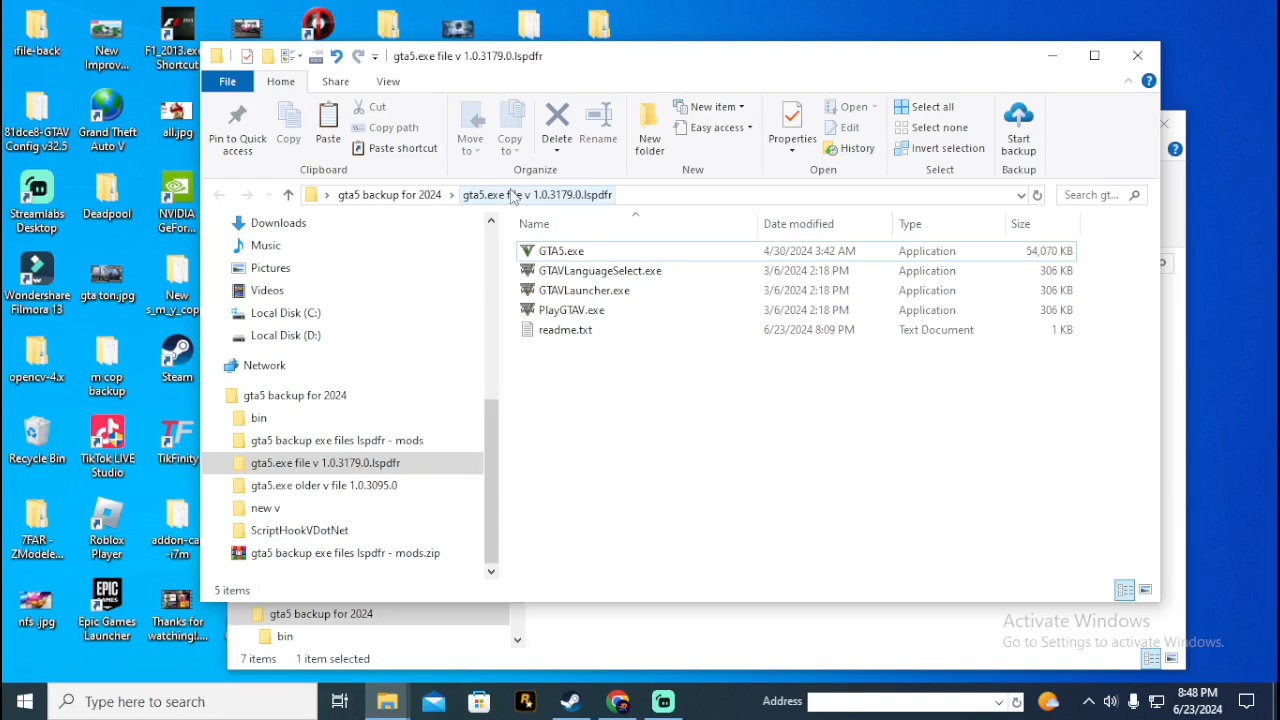 ifile-back
New Improv...
F1_2013.exe Shortcut
81dce8-GTAV Config v32.5
Grand Theft Auto V
all.jpg
Streamlabs Desktop
Deadpool
NVIDIA GeFor...
Wondershare Filmora 13
gta ton.jpg
New s_m_y_cop
opencv-4.x
m cop backup
Steam
Recycle Bin
TikTok LIVE Studio
TikFinity
7FAR - ZModele...
Roblox Player
addon-ca -i7m
nfs .jpg
Epic Games Launcher
Thanks for watching!...
gta5.exe file v 1.0.3179.0.lspdfr
File Home Share View
Pin to Quick access
Copy
Paste
Cut
Copy path
Paste shortcut
Move to
Copy to
Delete
Rename
New folder
New item
Easy access
Properties
Open
Edit
History
Select all
Select none
Invert selection
Start backup
Clipboard Organize New Open Select Backup
gta5 backup for 2024 gta5.exe file v 1.0.3179.0.lspdfr
Search gt...
Downloads
Music
Pictures
Videos
Local Disk (C:)
Local Disk (D:)
Network
gta5 backup for 2024
bin
gta5 backup exe files lspdfr - mods
gta5.exe file v 1.0.3179.0.lspdfr
gta5.exe older v file 1.0.3095.0
new v
ScriptHookVDotNet
gta5 backup exe files lspdfr - mods.zip
Name Date modified Type Size
GTA5.exe 4/30/2024 3:42 AM Application 54,070 KB
GTAVLanguageSelect.exe 3/6/2024 2:18 PM Application 306 KB
GTAVLauncher.exe 3/6/2024 2:18 PM Application 306 KB
PlayGTAV.exe 3/6/2024 2:18 PM Application 306 KB
readme.txt 6/23/2024 8:09 PM Text Document 1 KB
5 items
gta5 backup for 2024
bin
7 items 1 item selected
Activate Windows
Go to Settings to activate Windows.
Type here to search
Address
8:48 PM
6/23/2024